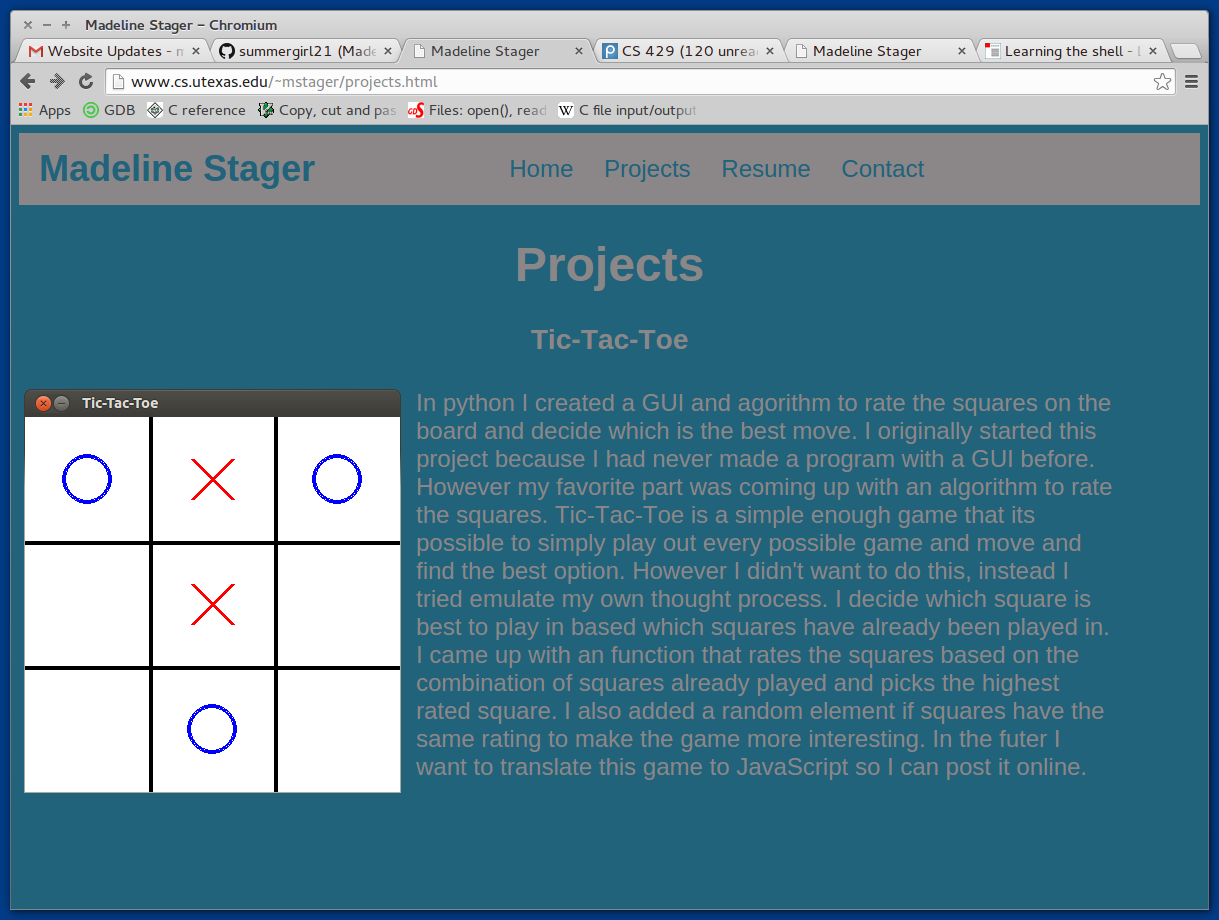 Madeline Stager - Chromium
Website Updates - m
summergirl21 (Made
Madeline Stager
CS 429 (120 unrea
Madeline Stager
Learning the shell - L
www.cs.utexas.edu/~mstager/projects.html
Apps
GDB
C reference
Copy, cut and pas
Files: open(), read
W
C file input/output
Madeline Stager
Home
Projects
Resume
Contact
Projects
Tic-Tac-Toe
Tic-Tac-Toe
In python I created a GUI and agorithm to rate the squares on the
board and decide which is the best move. I originally started this
project because I had never made a program with a GUI before.
However my favorite part was coming up with an algorithm to rate
the squares. Tic-Tac-Toe is a simple enough game that its
possible to simply play out every possible game and move and
find the best option. However I didn't want to do this, instead I
tried emulate my own thought process. I decide which square is
best to play in based which squares have already been played in.
I came up with an function that rates the squares based on the
combination of squares already played and picks the highest
rated square. I also added a random element if squares have the
same rating to make the game more interesting. In the futer I
want to translate this game to JavaScript so I can post it online.